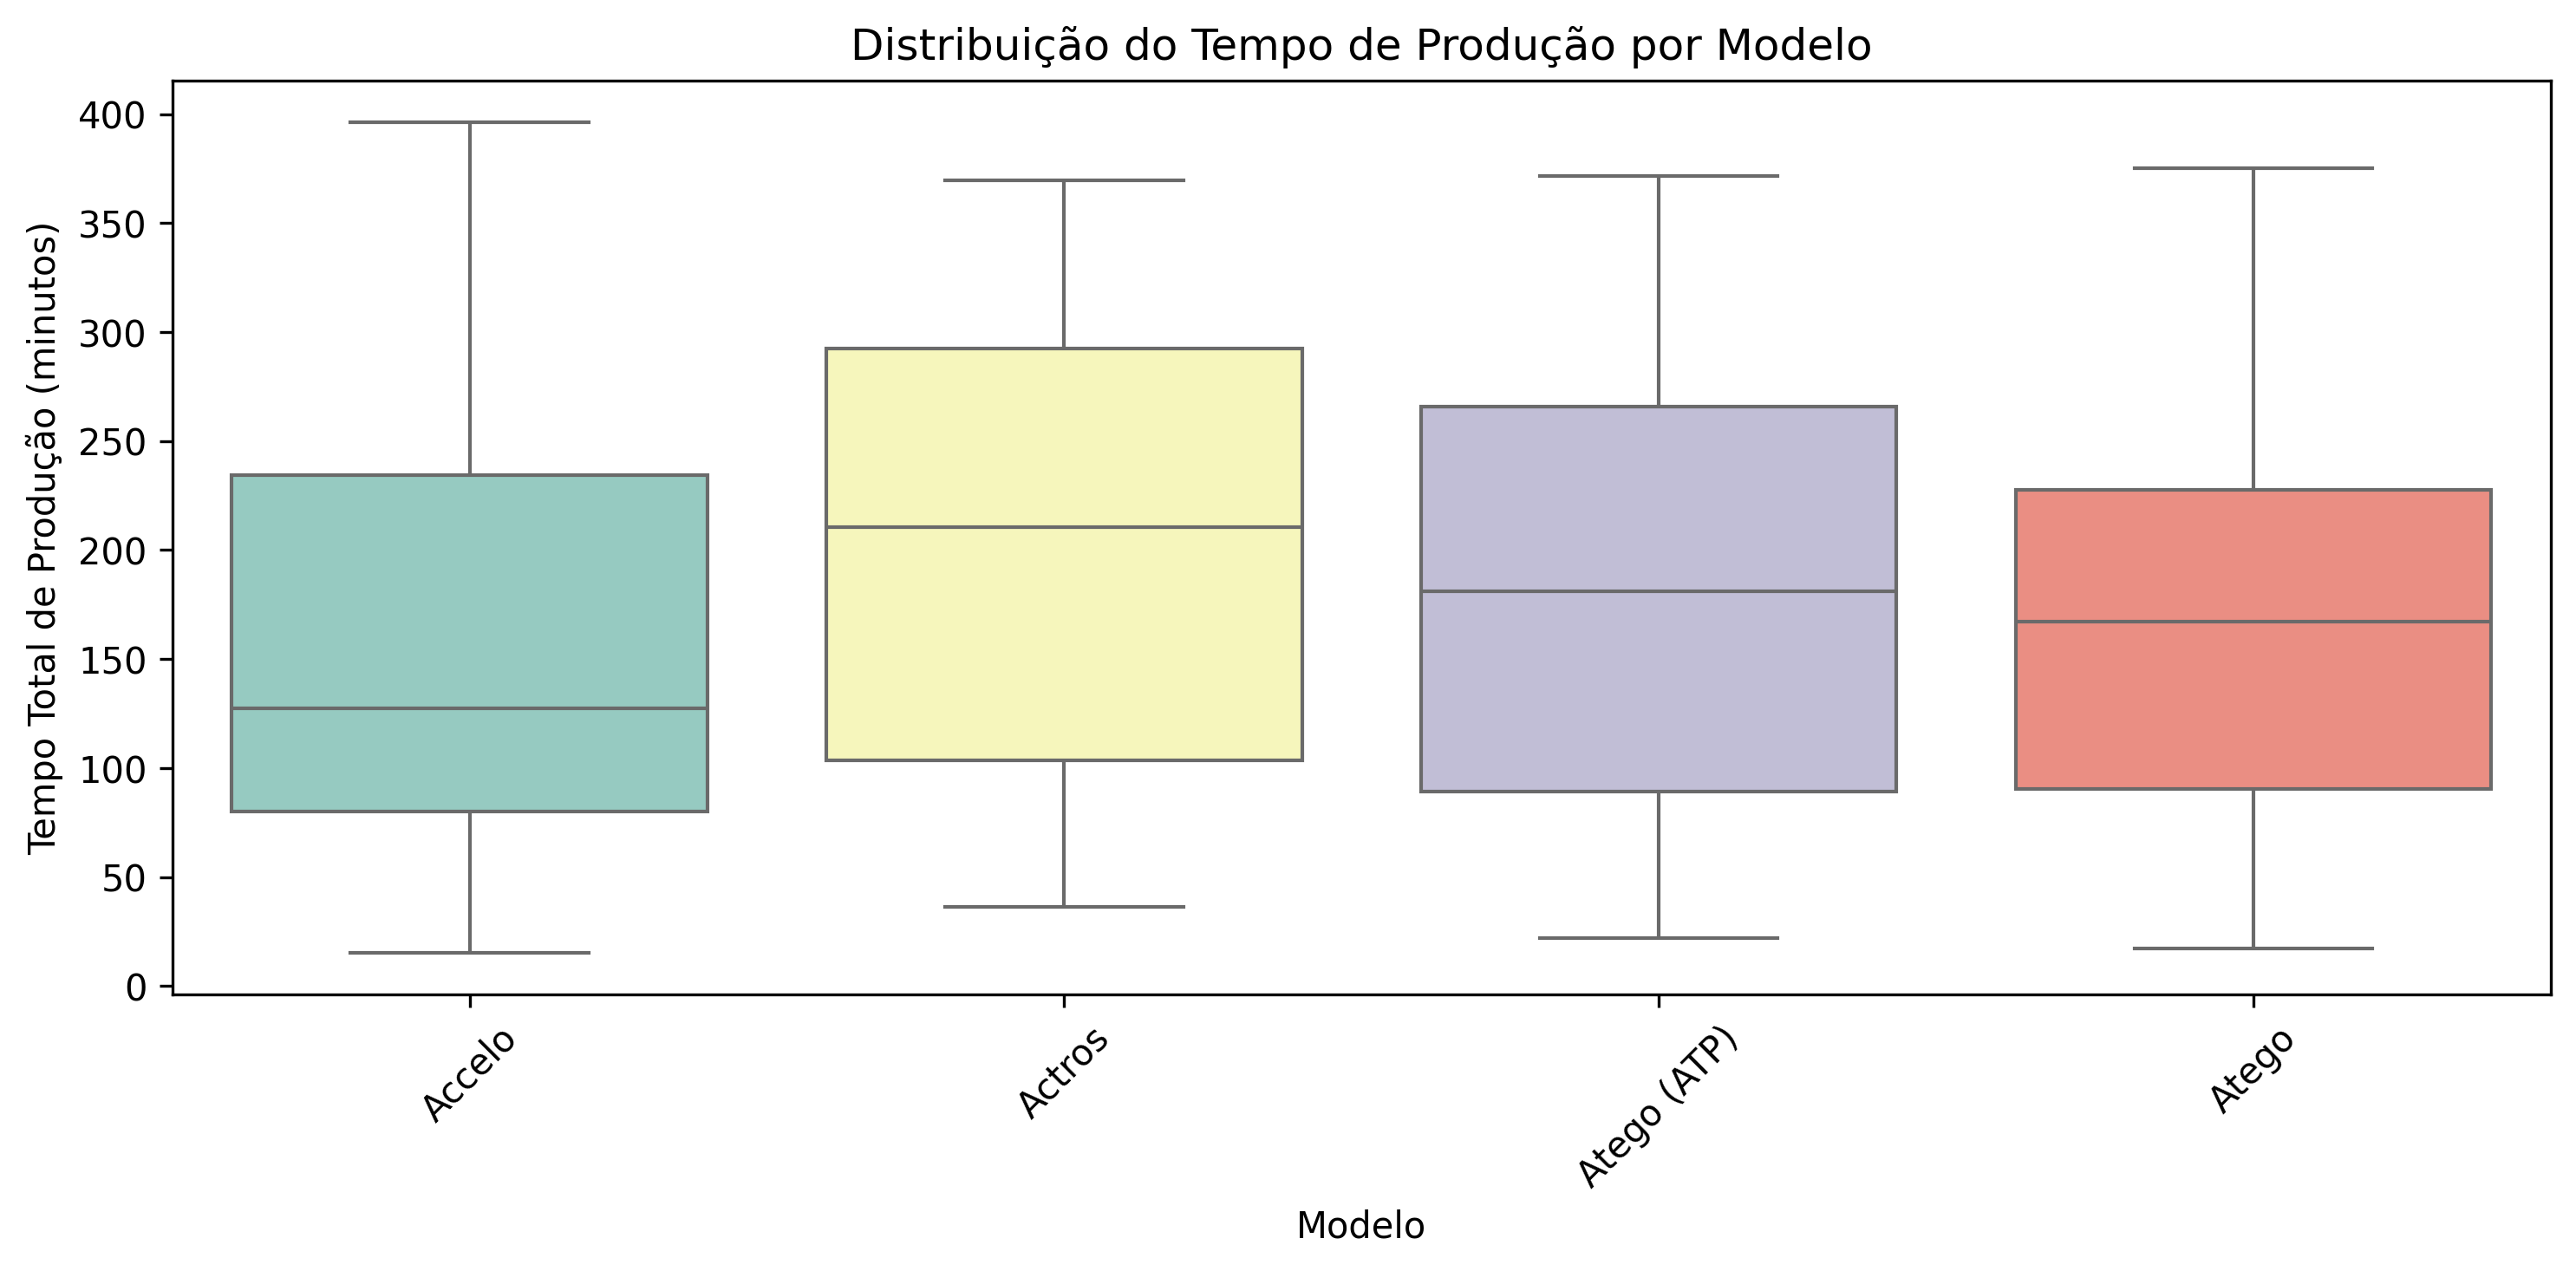 Distribuição do Tempo de Produção por Modelo
Tempo Total de Produção (minutos)
400
350
300
250
200
150
100
50
0
Accelo
Actros
Atego (ATP)
Atego
Modelo